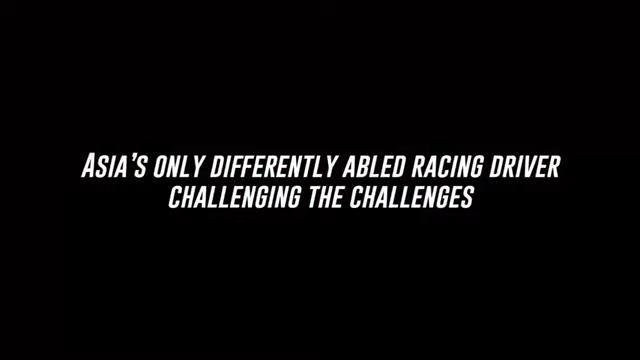 ASIA'S ONLY DIFFERENTLY ABLED RACING DRIVER
CHALLENGING THE CHALLENGES